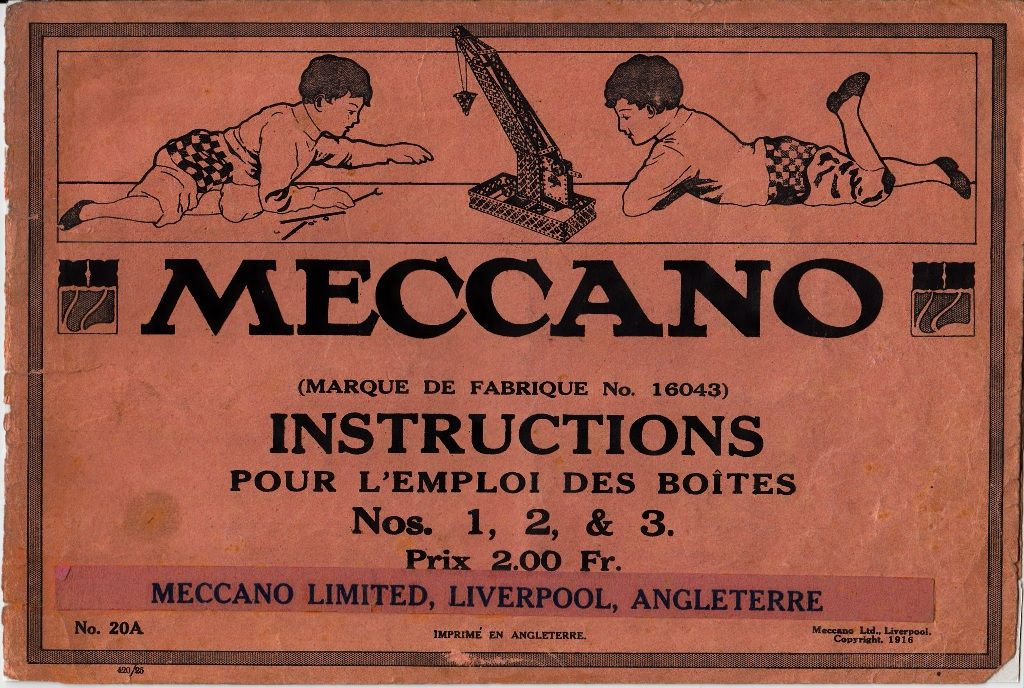 MECCANO
(MARQUE DE FABRIQUE No. 16043)
INSTRUCTIONS
POUR L'EMPLOI DES BOÎTES
Nos. 1, 2, & 3.
Prix 2.00 Fr.
MECCANO LIMITED, LIVERPOOL, ANGLETERRE
No. 20A
IMPRIMÉ EN ANGLETERRE.
Meccano Ltd., Liverpool.
Copyright, 1916
420/25